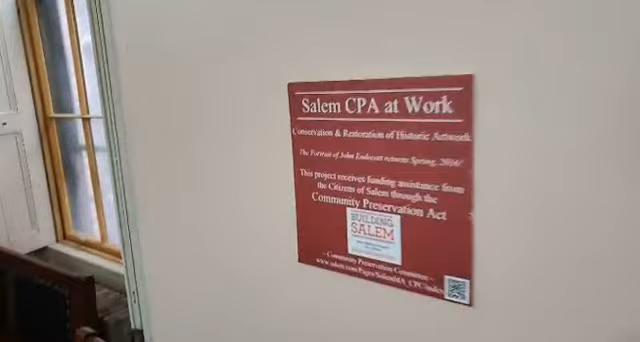 Salem CPA at Work
Conservation & Restoration of Historic Artwork
The Portrait of John Endecott returns Spring, 2016!
This project receives funding assistance from
the Citizens of Salem through the
Community Preservation Act
BUILDING
SALEM
~ Community Preservation Committee ~